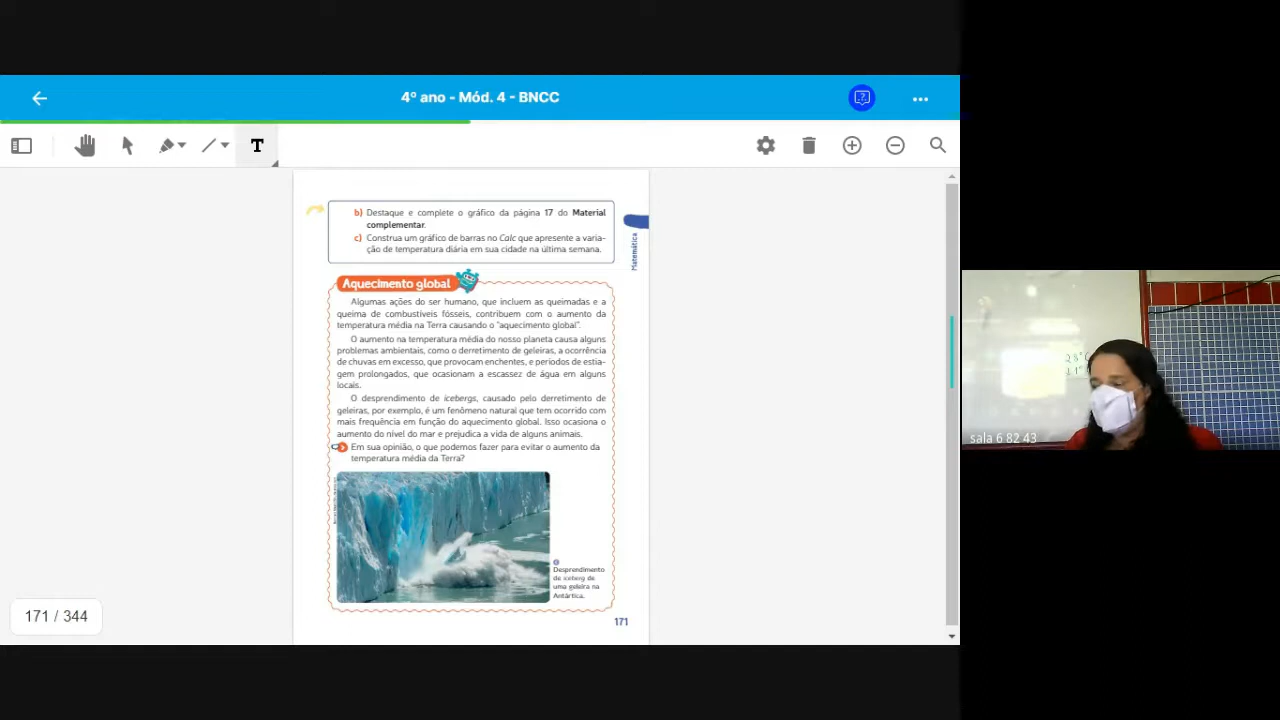 4º ano - Mód. 4 - BNCC
T
b) Destaque e complete o gráfico da página 17 do Material
complementar.
c) Construa um gráfico de barras no Calc que apresente a varia-
ção de temperatura diária em sua cidade na última semana.
Matemática
Aquecimento global
Algumas ações do ser humano, que incluem as queimadas e a
queima de combustíveis fósseis, contribuem com o aumento da
temperatura média na Terra causando o "aquecimento global".
O aumento na temperatura média do nosso planeta causa alguns
problemas ambientais, como o derretimento de geleiras, a ocorrência
de chuvas em excesso, que provocam enchentes, e períodos de estia-
gem prolongados, que ocasionam a escassez de água em alguns
locais.
O desprendimento de icebergs, causado pelo derretimento de
geleiras, por exemplo, é um fenômeno natural que tem ocorrido com
mais frequência em função do aquecimento global. Isso ocasiona o
aumento do nível do mar e prejudica a vida de alguns animais.
Em sua opinião, o que podemos fazer para evitar o aumento da
temperatura média da Terra?
Desprendimento
de iceberg de
uma geleira na
Antártica.
171
171 / 344
sala 6 82 43